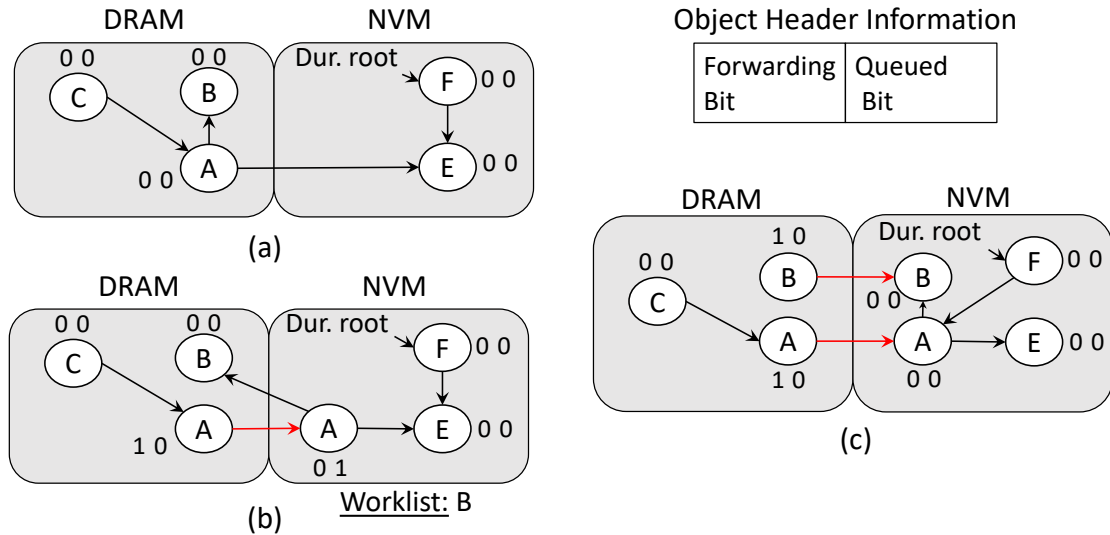 DRAM NVM
0 0 0 0
Dur. root
C B F 0 0
0 0 A E 0 0
(a)
DRAM NVM
0 0 0 0
Dur. root
C B F 0 0
1 0 A A E 0 0
0 1
Worklist: B
(b)
Object Header Information
Forwarding Queued
Bit Bit
DRAM NVM
1 0 Dur. root
0 0 B B F 0 0
C 0 0
A A E 0 0
1 0 0 0
(c)